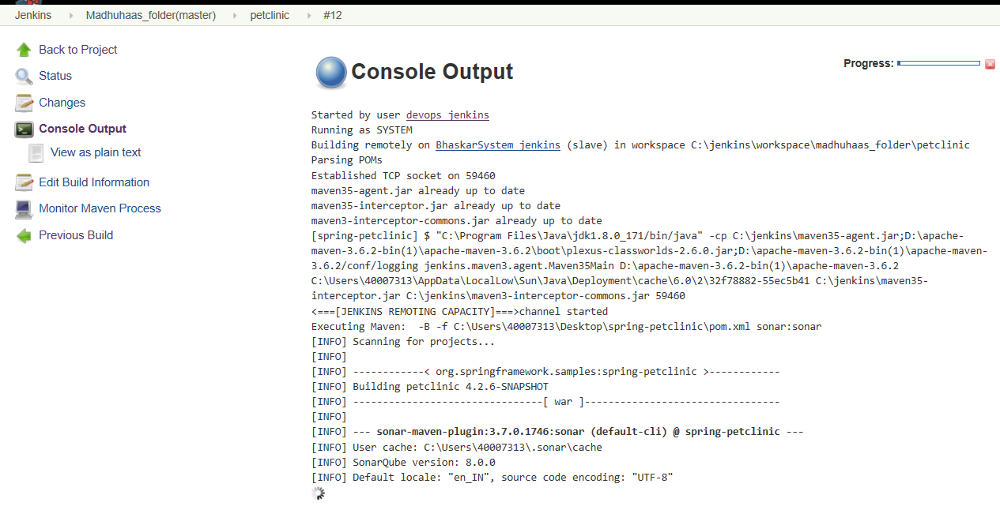 Jenkins Madhuhaas_folder(master) petclinic #12
Back to Project
Status
Changes
Console Output
View as plain text
Edit Build Information
Monitor Maven Process
Previous Build
Console Output
Progress:
Started by user devops jenkins
Running as SYSTEM
Building remotely on BhaskarSystem jenkins (slave) in workspace C:\jenkins\workspace\madhuhaas_folder\petclinic
Parsing POMs
Established TCP socket on 59460
maven35-agent.jar already up to date
maven35-interceptor.jar already up to date
maven3-interceptor-commons.jar already up to date
[spring-petclinic] $ "C:\Program Files\Java\jdk1.8.0_171/bin/java" -cp C:\jenkins\maven35-agent.jar;D:\apache-
maven-3.6.2-bin(1)\apache-maven-3.6.2\boot\plexus-classworlds-2.6.0.jar;D:\apache-maven-3.6.2-bin(1)\apache-maven-
3.6.2/conf/logging jenkins.maven3.agent.Maven35Main D:\apache-maven-3.6.2-bin(1)\apache-maven-3.6.2
C:\Users\40007313\AppData\LocalLow\Sun\Java\Deployment\cache\6.0\2\32f78882-55ec5b41 C:\jenkins\maven35-
interceptor.jar C:\jenkins\maven3-interceptor-commons.jar 59460
<===[JENKINS REMOTING CAPACITY]===>channel started
Executing Maven:  -B -f C:\Users\40007313\Desktop\spring-petclinic\pom.xml sonar:sonar
[INFO] Scanning for projects...
[INFO]
[INFO] ------------< org.springframework.samples:spring-petclinic >------------
[INFO] Building petclinic 4.2.6-SNAPSHOT
[INFO] --------------------------------[ war ]---------------------------------
[INFO]
[INFO] --- sonar-maven-plugin:3.7.0.1746:sonar (default-cli) @ spring-petclinic ---
[INFO] User cache: C:\Users\40007313\.sonar\cache
[INFO] SonarQube version: 8.0.0
[INFO] Default locale: "en_IN", source code encoding: "UTF-8"